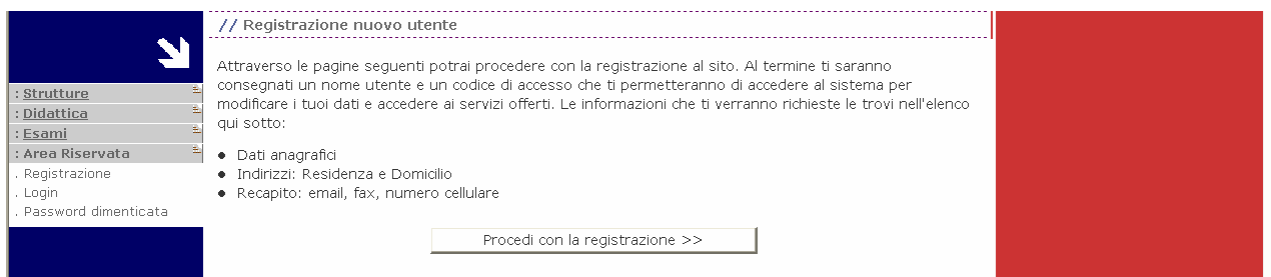 : Strutture
: Didattica
: Esami
: Area Riservata
. Registrazione
. Login
. Password dimenticata
// Registrazione nuovo utente
Attraverso le pagine seguenti potrai procedere con la registrazione al sito. Al termine ti saranno
consegnati un nome utente e un codice di accesso che ti permetteranno di accedere al sistema per
modificare i tuoi dati e accedere ai servizi offerti. Le informazioni che ti verranno richieste le trovi nell'elenco
qui sotto:
● Dati anagrafici
● Indirizzi: Residenza e Domicilio
● Recapito: email, fax, numero cellulare
Procedi con la registrazione >>